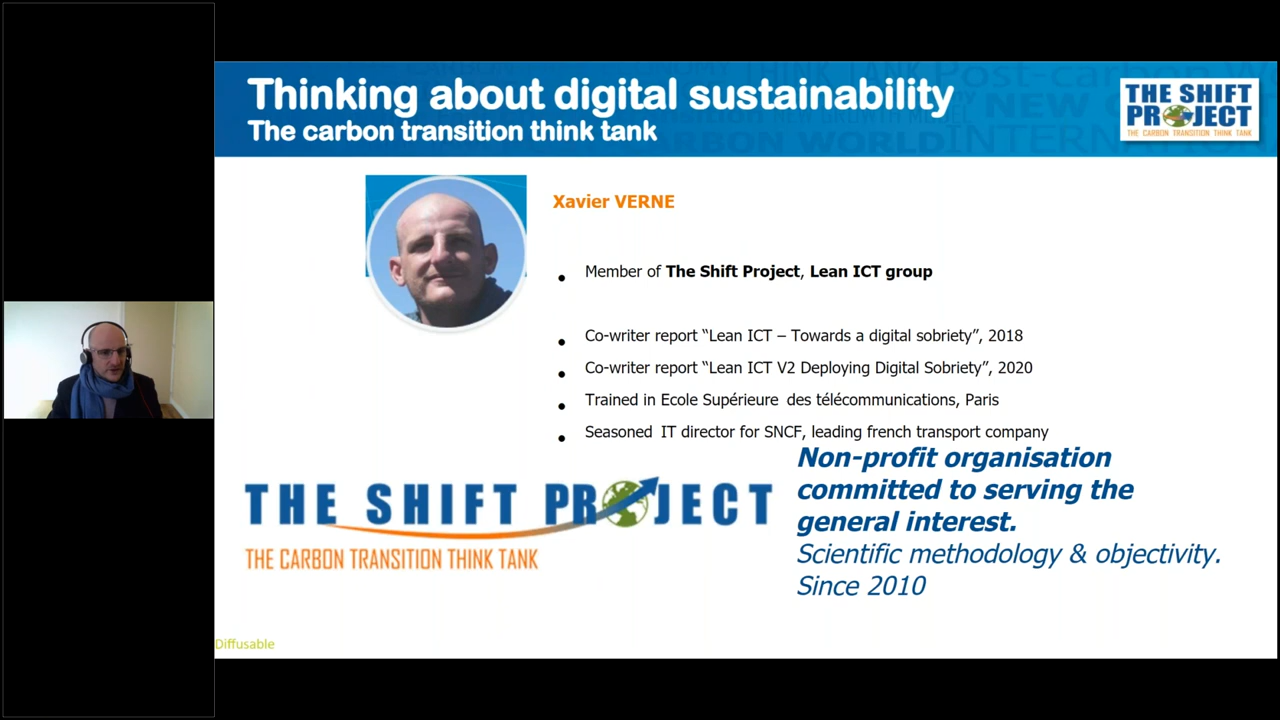 Thinking about digital sustainability
The carbon transition think tank
THE SHIFT
PROJECT
THE CARBON TRANSITION THINK TANK
Xavier VERNE
• Member of The Shift Project, Lean ICT group
• Co-writer report “Lean ICT – Towards a digital sobriety”, 2018
• Co-writer report “Lean ICT V2 Deploying Digital Sobriety”, 2020
• Trained in Ecole Supérieure des télécommunications, Paris
• Seasoned IT director for SNCF, leading french transport company
THE SHIFT PROJECT
THE CARBON TRANSITION THINK TANK
Non-profit organisation
committed to serving the
general interest.
Scientific methodology & objectivity.
Since 2010
Diffusable